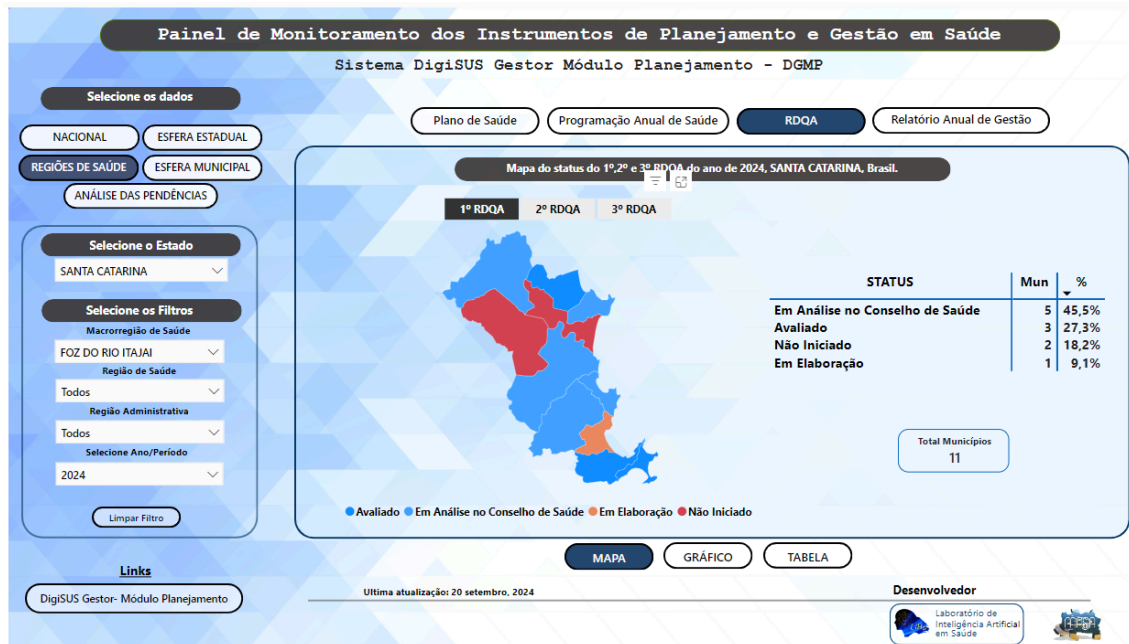 Painel de Monitoramento dos Instrumentos de Planejamento e Gestão em Saúde
Sistema DigiSUS Gestor Módulo Planejamento - DGMP
Selecione os dados
NACIONAL
ESFERA ESTADUAL
REGIÕES DE SAÚDE
ESFERA MUNICIPAL
ANÁLISE DAS PENDÊNCIAS
Selecione o Estado
SANTA CATARINA
Selecione os Filtros
Macrorregião de Saúde
FOZ DO RIO ITAJAI
Região de Saúde
Todos
Região Administrativa
Todos
Selecione Ano/Período
2024
Limpar Filtro
Links
DigiSUS Gestor- Módulo Planejamento
Plano de Saúde
Programação Anual de Saúde
RDQA
Relatório Anual de Gestão
Mapa do status do 1º,2º e 3º RDQA do ano de 2024, SANTA CATARINA, Brasil.
1º RDQA 2º RDQA 3º RDQA
STATUS Mun %
Em Análise no Conselho de Saúde 5 45,5%
Avaliado 3 27,3%
Não Iniciado 2 18,2%
Em Elaboração 1 9,1%
Total Municípios
11
Avaliado Em Análise no Conselho de Saúde Em Elaboração Não Iniciado
MAPA
GRÁFICO
TABELA
Ultima atualização: 20 setembro, 2024
Desenvolvedor
Laboratório de
Inteligência Artificial
em Saúde